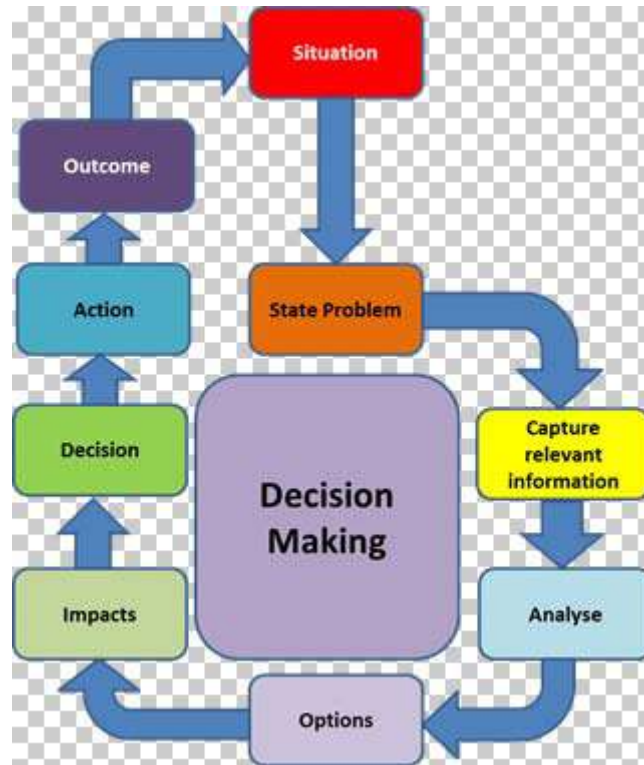 Situation
Outcome
Action
State Problem
Decision
Capture
relevant
information
Decision
Making
Impacts
Analyse
Options